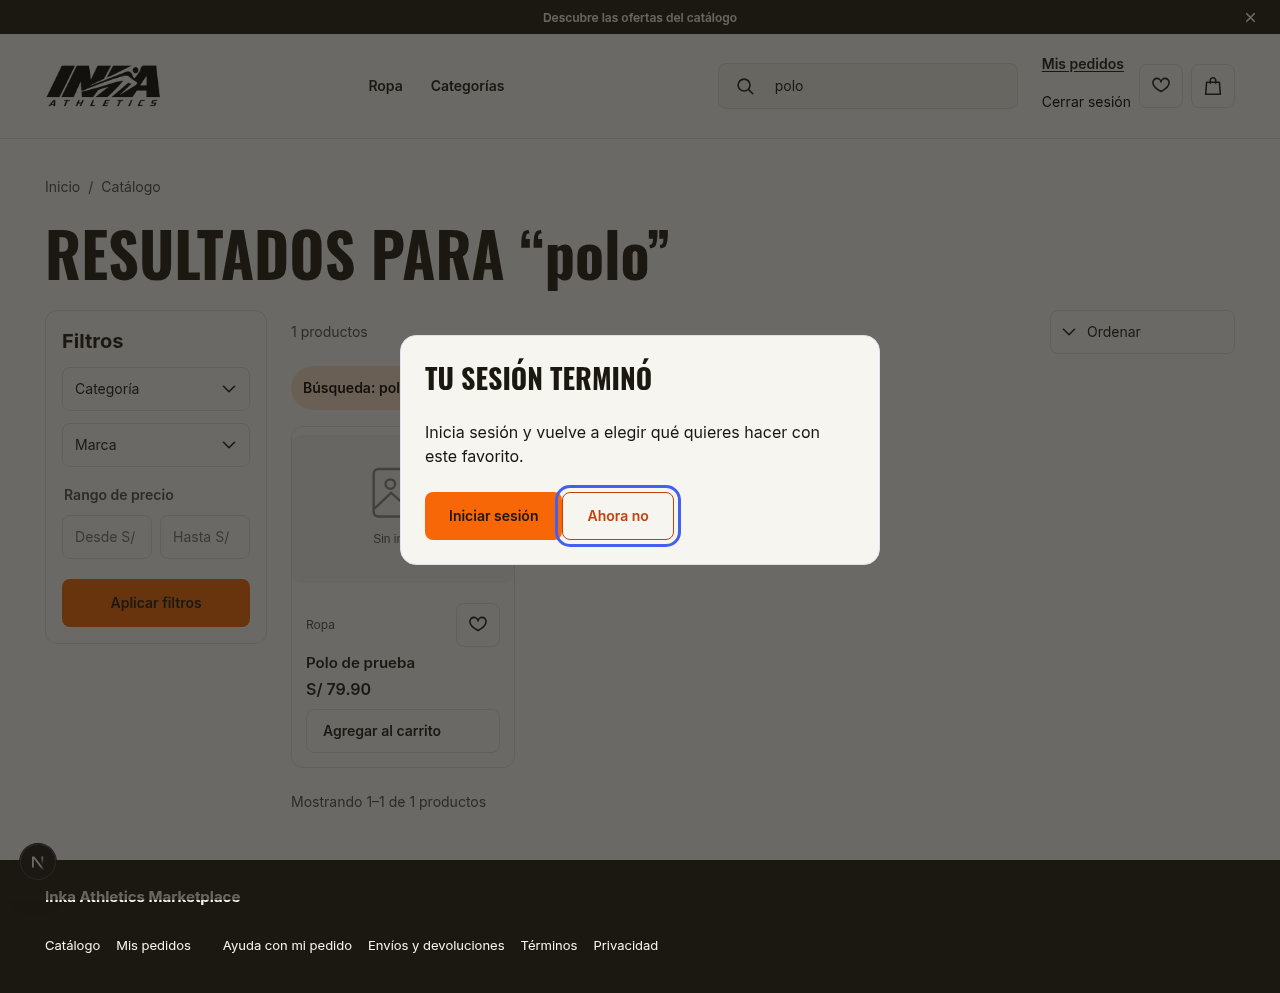 Descubre las ofertas del catálogo
INKA
ATHLETICS
Ropa
Categorías
polo
Mis pedidos
Cerrar sesión
Inicio / Catálogo
RESULTADOS PARA “polo”
Filtros
Categoría
Marca
Rango de precio
Desde S/
Hasta S/
Aplicar filtros
1 productos
Ordenar
Búsqueda: pol
TU SESIÓN TERMINÓ
Inicia sesión y vuelve a elegir qué quieres hacer con
este favorito.
Iniciar sesión
Ahora no
Sin
Ropa
Polo de prueba
S/ 79.90
Agregar al carrito
Mostrando 1–1 de 1 productos
N
Inka Athletics Marketplace
Catálogo
Mis pedidos
Ayuda con mi pedido
Envíos y devoluciones
Términos
Privacidad